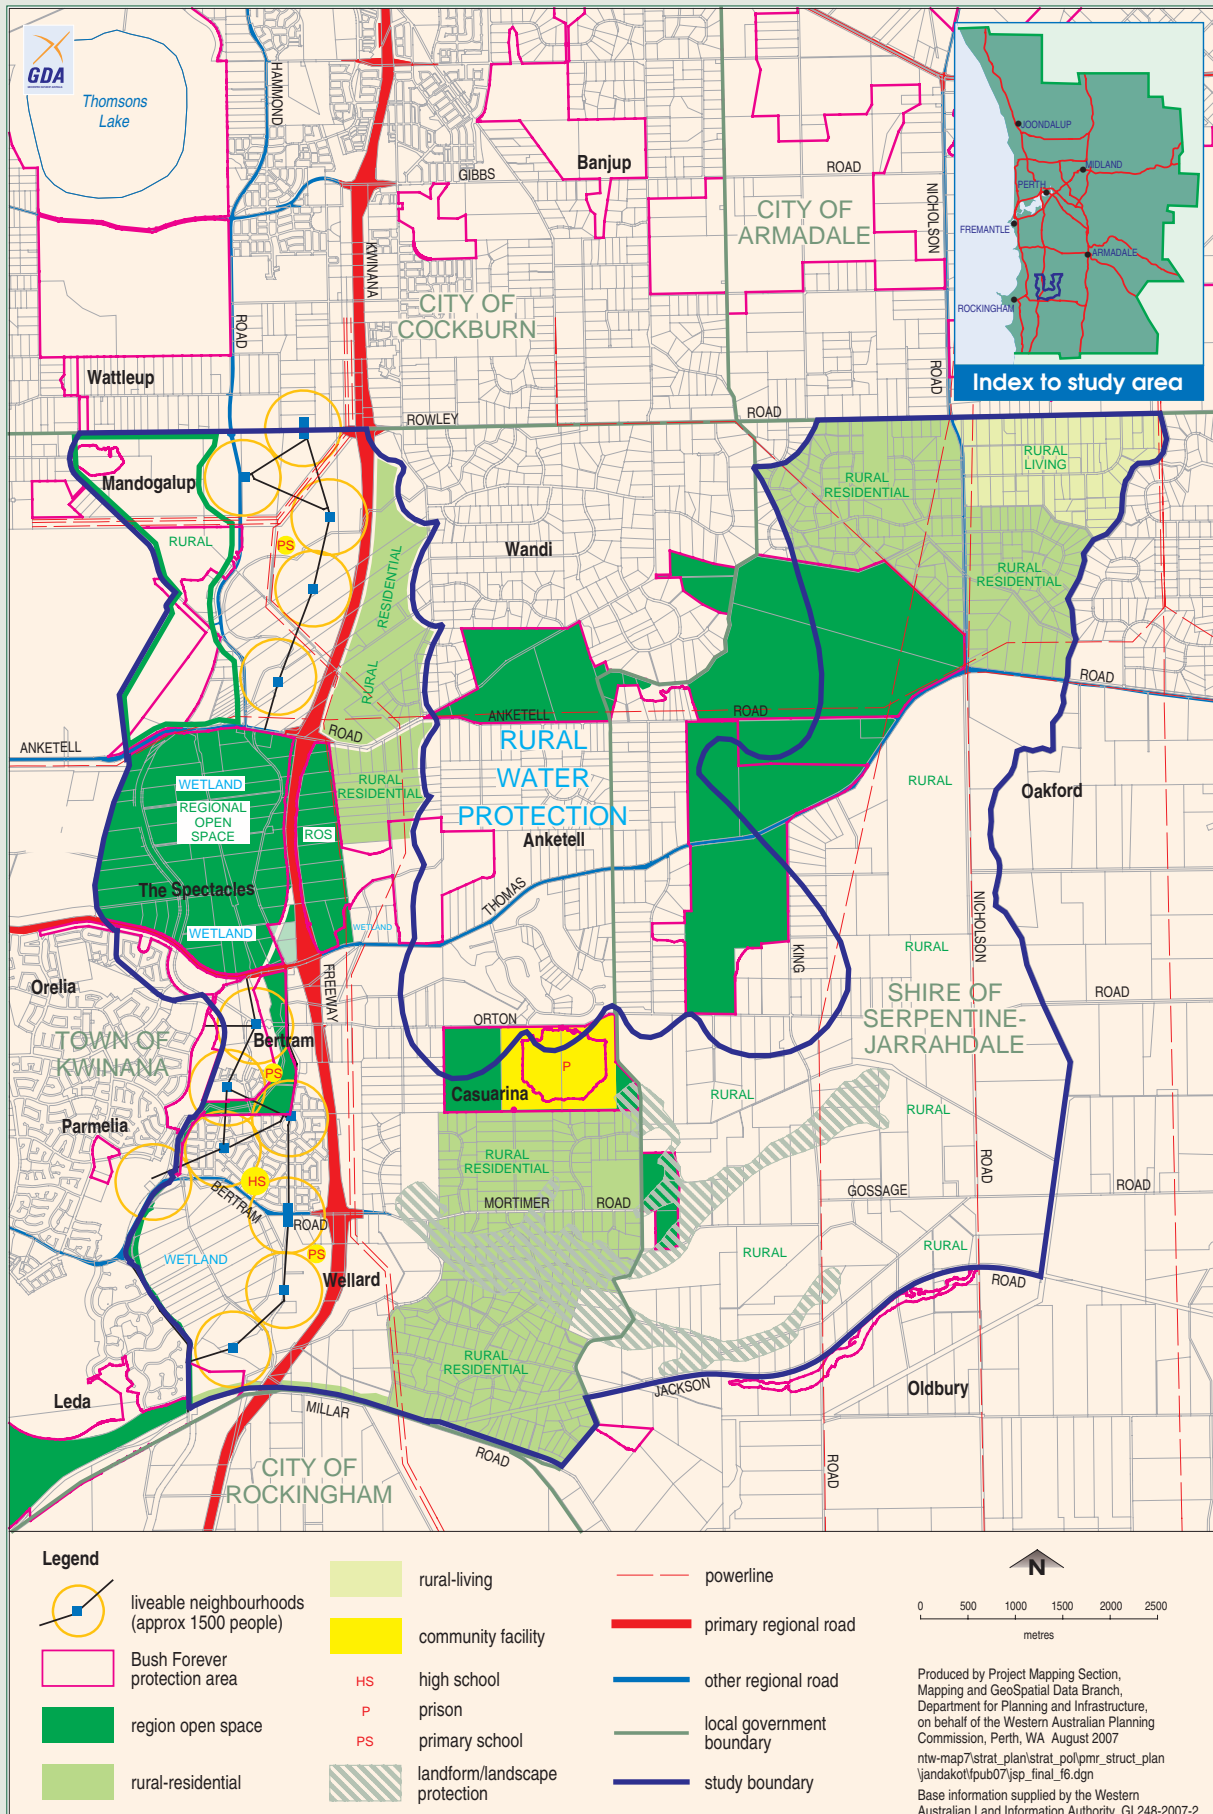 GDA
Thomsons
Lake
HAMMOND
ROAD
GIBBS
ROAD
Banjup
CITY OF
ARMADALE
NICHOLSON
ROAD
KWINANA
CITY OF
COCKBURN
Wattleup
ROWLEY
ROAD
JOONDALUP
MIDLAND
PERTH
FREMANTLE
ARMADALE
ROCKINGHAM
Index to study area
Mandogalup
RURAL
PS
RESIDENTIAL
RURAL
Wandi
RURAL
RESIDENTIAL
RURAL
LIVING
RURAL
RESIDENTIAL
ANKETELL
ROAD
ANKETELL
ROAD
ROAD
RURAL
WATER
PROTECTION
Anketell
WETLAND
REGIONAL
OPEN
SPACE
ROS
RURAL
RESIDENTIAL
The Spectacles
WETLAND
WETLAND
THOMAS
RURAL
Oakford
RURAL
KING
NICHOLSON
FREEWAY
Orelia
TOWN OF
KWINANA
Bertram
PS
ORTON
P
Casuarina
SHIRE OF
SERPENTINE-
JARRAHDALE
ROAD
RURAL
RURAL
Parmelia
HS
BERTRAM
ROAD
PS
WETLAND
Wellard
RURAL
RESIDENTIAL
MORTIMER
ROAD
GOSSAGE
ROAD
ROAD
RURAL
RURAL
ROAD
RURAL
RESIDENTIAL
JACKSON
Oldbury
Leda
MILLAR
ROAD
ROAD
CITY OF
ROCKINGHAM
Legend
liveable neighbourhoods
(approx 1500 people)
Bush Forever
protection area
region open space
rural-residential
rural-living
community facility
HS
high school
P
prison
PS
primary school
landform/landscape
protection
powerline
primary regional road
other regional road
local government
boundary
study boundary
N
0 500 1000 1500 2000 2500
metres
Produced by Project Mapping Section,
Mapping and GeoSpatial Data Branch,
Department for Planning and Infrastructure,
on behalf of the Western Australian Planning
Commission, Perth, WA August 2007
ntw-map7\strat_plan\strat_pol\pmr_struct_plan
\jandakot\fpub07\jsp_final_f6.dgn
Base information supplied by the Western
Australian Land Information Authority, GL248-2007-2